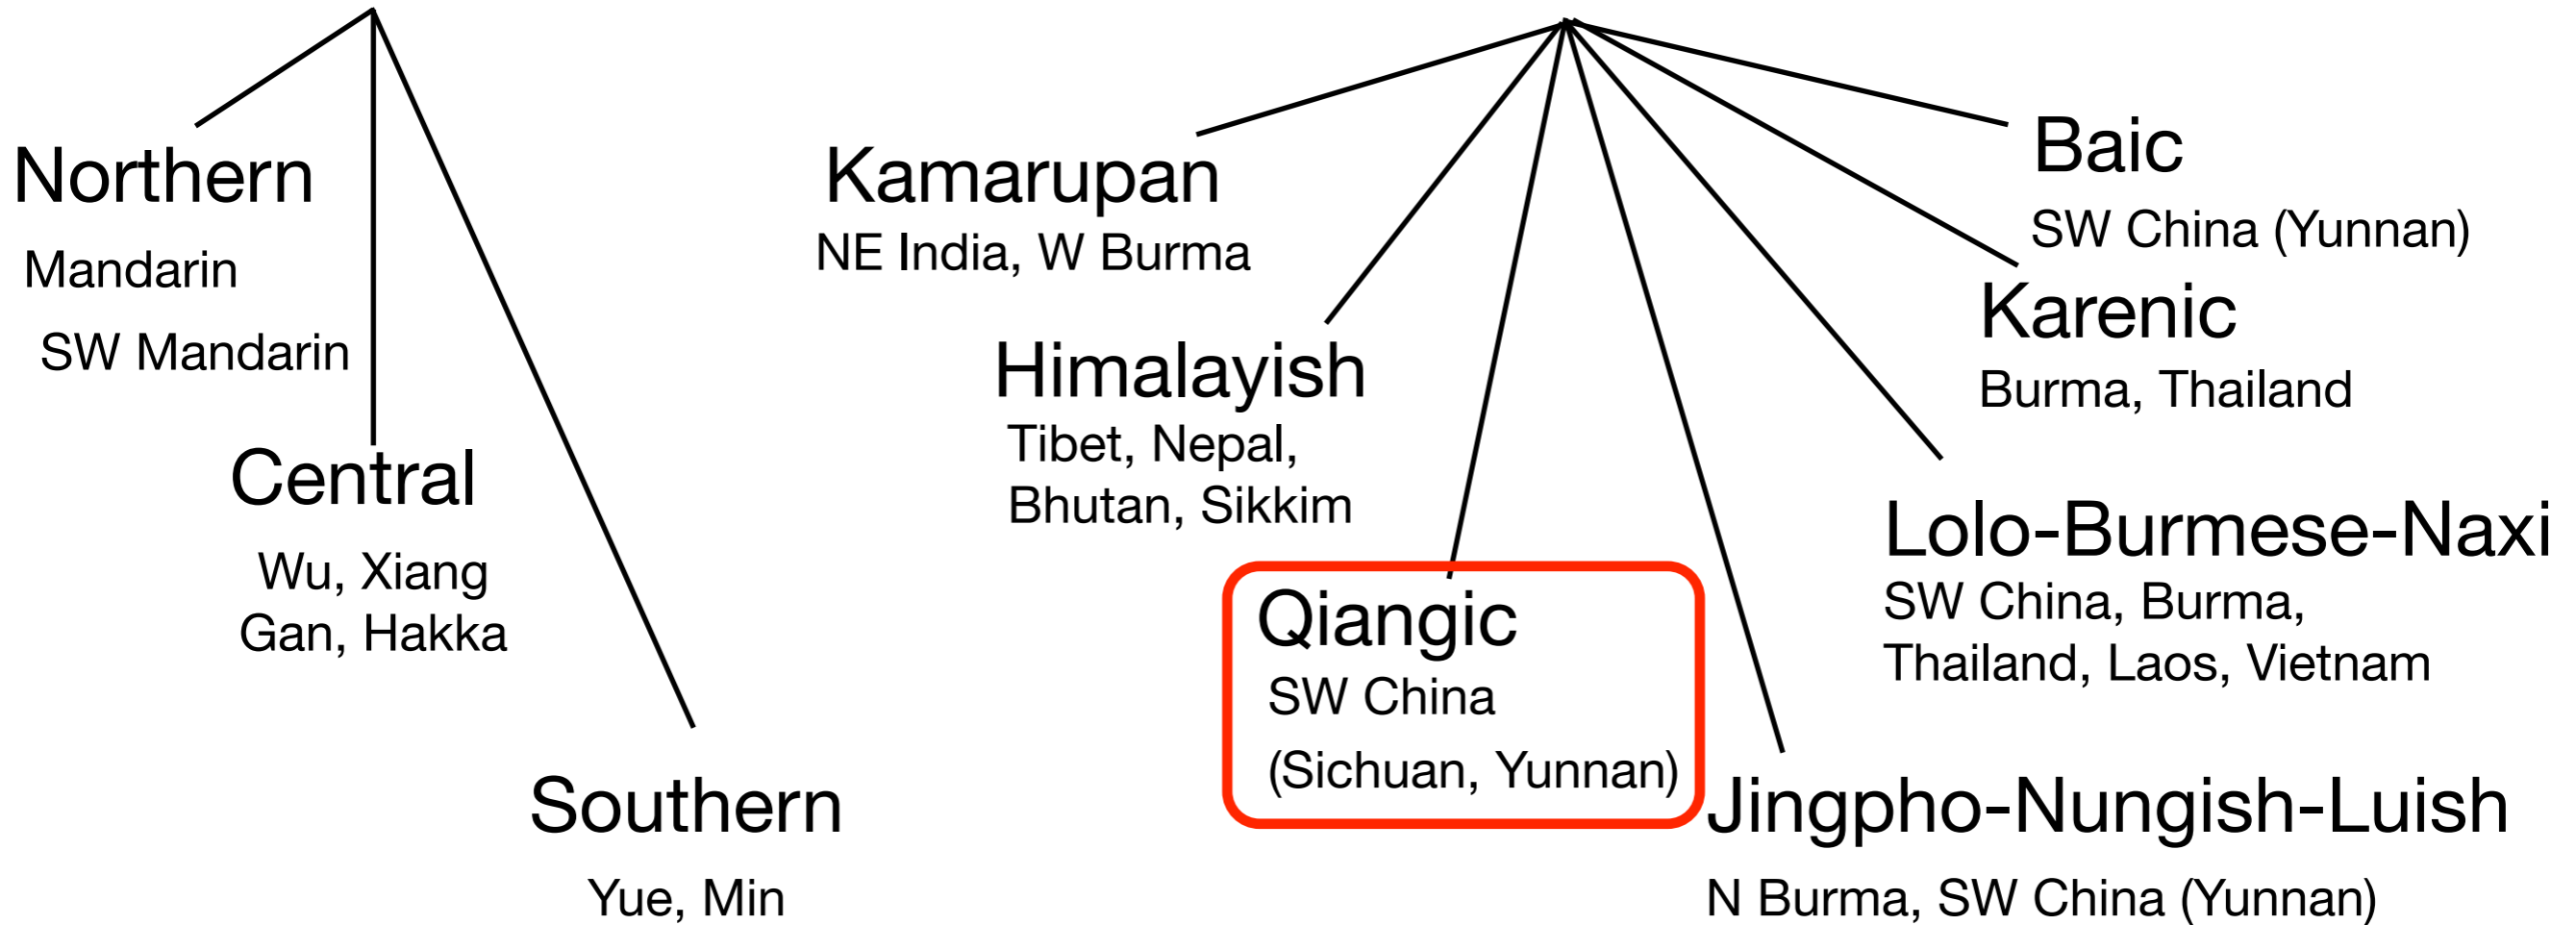 Northern
Mandarin
SW Mandarin
Central
Wu, Xiang
Gan, Hakka
Southern
Yue, Min
Kamarupan
NE India, W Burma
Himalayish
Tibet, Nepal,
Bhutan, Sikkim
Qiangic
SW China
(Sichuan, Yunnan)
Jingpho-Nungish-Luish
N Burma, SW China (Yunnan)
Lolo-Burmese-Naxi
SW China, Burma,
Thailand, Laos, Vietnam
Karenic
Burma, Thailand
Baic
SW China (Yunnan)